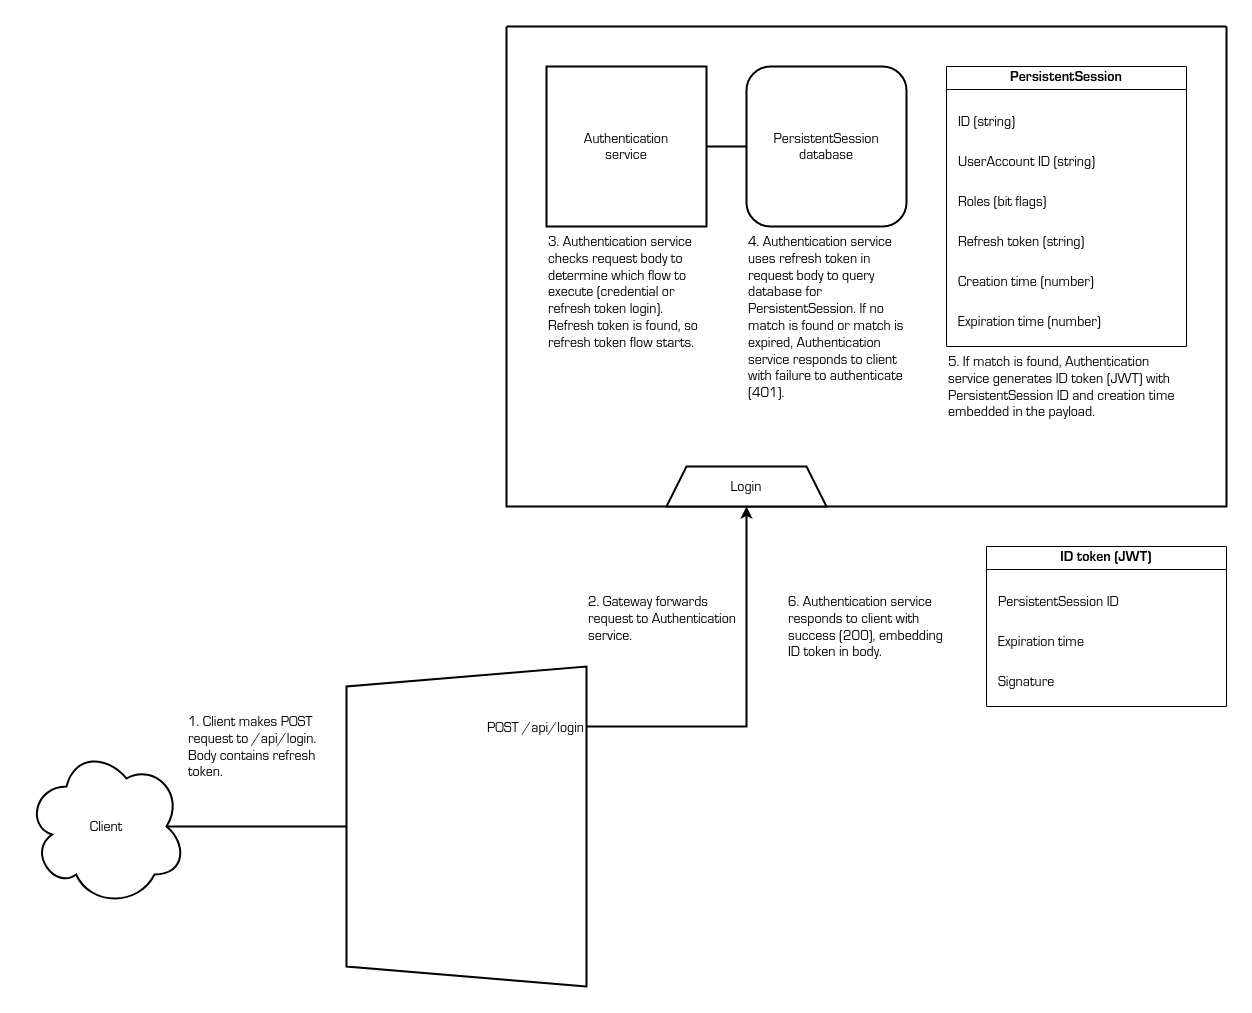 PersistentSession
Authentication
service
PersistentSession
database
ID (string)
UserAccount ID (string)
Roles (bit flags)
Refresh token (string)
Creation time (number)
Expiration time (number)
3. Authentication service
checks request body to
determine which flow to
execute (credential or
refresh token login).
Refresh token is found, so
refresh token flow starts.
4. Authentication service
uses refresh token in
request body to query
database for
PersistentSession. If no
match is found or match is
expired, Authentication
service responds to client
with failure to authenticate
(401).
5. If match is found, Authentication
service generates ID token (JWT) with
PersistentSession ID and creation time
embedded in the payload.
Login
ID token (JWT)
PersistentSession ID
Expiration time
Signature
2. Gateway forwards
request to Authentication
service.
6. Authentication service
responds to client with
success (200), embedding
ID token in body.
POST /api/login
1. Client makes POST
request to /api/login.
Body contains refresh
token.
Client